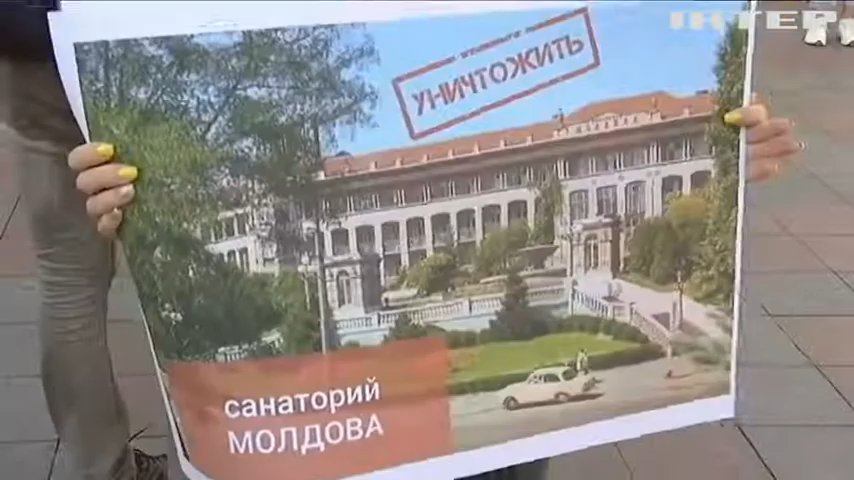 ІНТЕР
УНИЧТОЖИТЬ
санаторий
МОЛДОВА